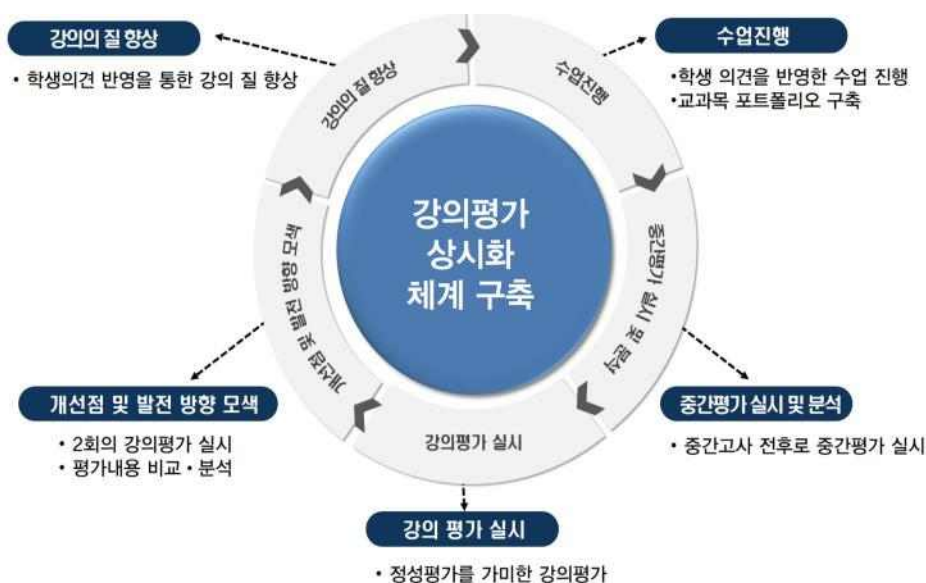 강의의 질 향상
• 학생의견 반영을 통한 강의 질 향상
수업진행
•학생 의견을 반영한 수업 진행
•교과목 포트폴리오 구축
강의의 질 향상
수업진행
중간평가 실시 및 분석
강의평가 실시
개선점 및 발전 방향 모색
강의평가
상시화
체계 구축
개선점 및 발전 방향 모색
• 2회의 강의평가 실시
• 평가내용 비교・분석
중간평가 실시 및 분석
• 중간고사 전후로 중간평가 실시
강의 평가 실시
• 정성평가를 가미한 강의평가